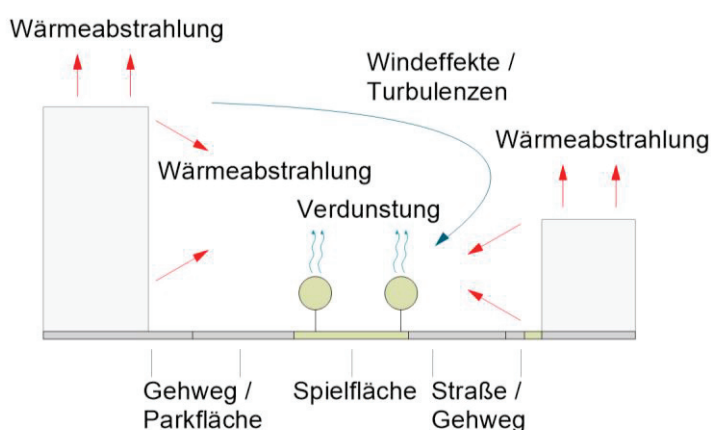 Wärmeabstrahlung
Windeffekte /
Turbulenzen
Wärmeabstrahlung
Wärmeabstrahlung
Verdunstung
Gehweg /
Parkfläche
Spielfläche
Straße /
Gehweg